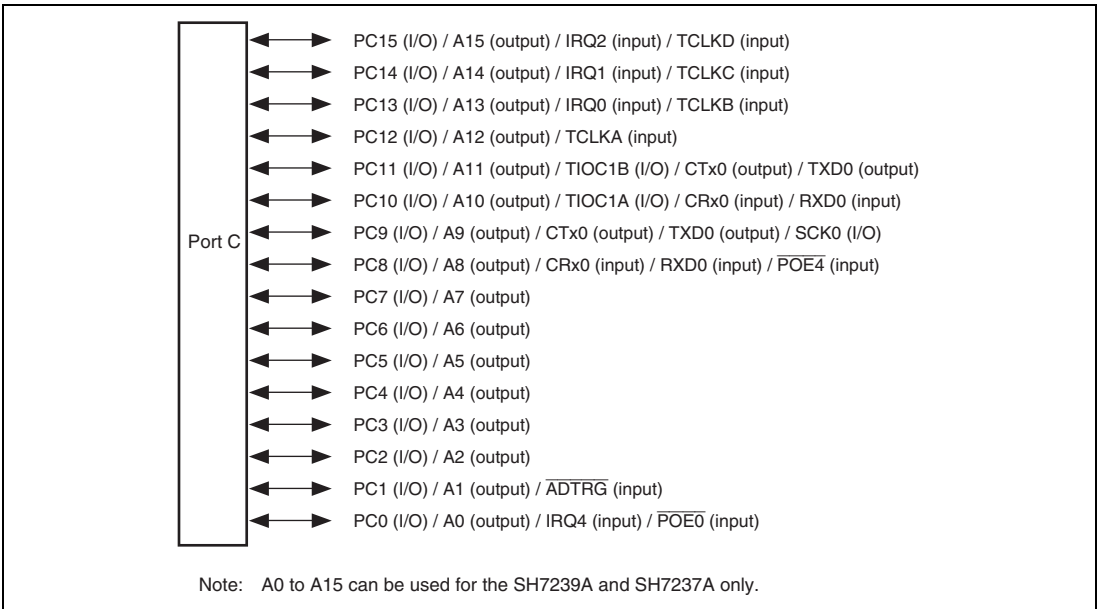 PC15 (I/O) / A15 (output) / IRQ2 (input) / TCLKD (input)
PC14 (I/O) / A14 (output) / IRQ1 (input) / TCLKC (input)
PC13 (I/O) / A13 (output) / IRQ0 (input) / TCLKB (input)
PC12 (I/O) / A12 (output) / TCLKA (input)
PC11 (I/O) / A11 (output) / TIOC1B (I/O) / CTx0 (output) / TXD0 (output)
PC10 (I/O) / A10 (output) / TIOC1A (I/O) / CRx0 (input) / RXD0 (input)
Port C
PC9 (I/O) / A9 (output) / CTx0 (output) / TXD0 (output) / SCK0 (I/O)
PC8 (I/O) / A8 (output) / CRx0 (input) / RXD0 (input) / P̅O̅E̅4̅ (input)
PC7 (I/O) / A7 (output)
PC6 (I/O) / A6 (output)
PC5 (I/O) / A5 (output)
PC4 (I/O) / A4 (output)
PC3 (I/O) / A3 (output)
PC2 (I/O) / A2 (output)
PC1 (I/O) / A1 (output) / A̅D̅T̅R̅G̅ (input)
PC0 (I/O) / A0 (output) / IRQ4 (input) / P̅O̅E̅0̅ (input)
Note: A0 to A15 can be used for the SH7239A and SH7237A only.